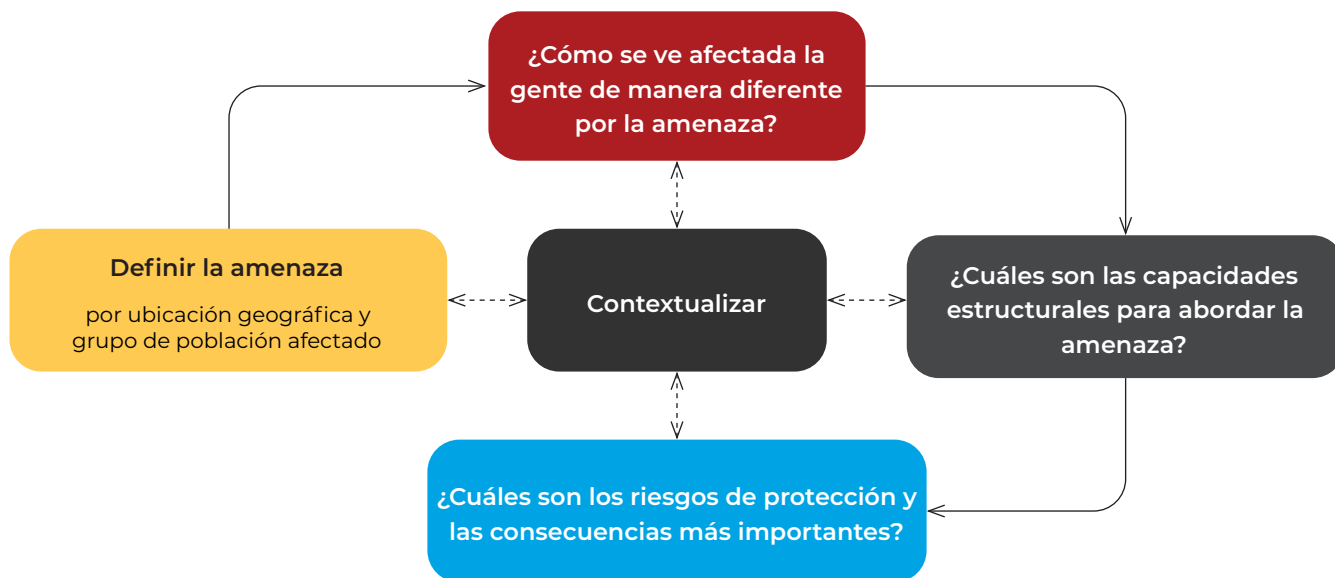 ¿Cómo se ve afectada la
gente de manera diferente
por la amenaza?
Definir la amenaza
por ubicación geográfica y
grupo de población afectado
Contextualizar
¿Cuáles son las capacidades
estructurales para abordar la
amenaza?
¿Cuáles son los riesgos de protección y
las consecuencias más importantes?